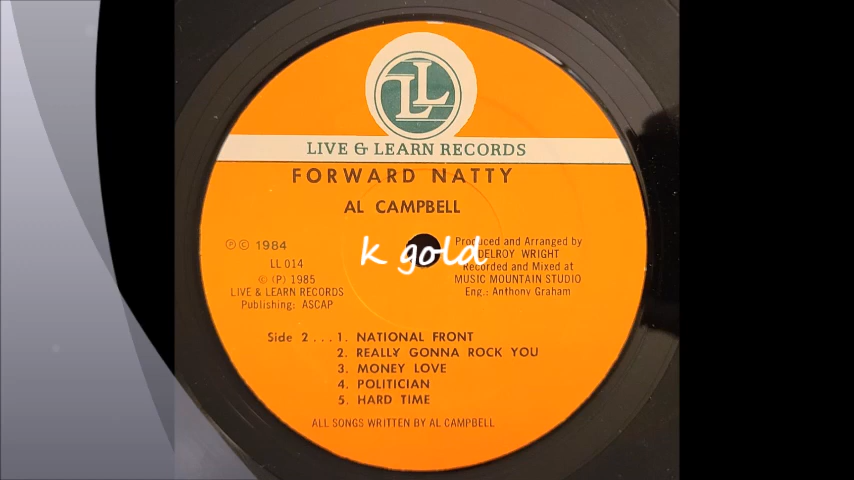 LL
LIVE & LEARN RECORDS
FORWARD NATTY
AL CAMPBELL
℗ © 1984
LL 014
© (P) 1985
LIVE & LEARN RECORDS
Publishing: ASCAP
k gold
Produced and Arranged by
DELROY WRIGHT
Recorded and Mixed at
MUSIC MOUNTAIN STUDIO
Eng.: Anthony Graham
Side 2 . . . 1. NATIONAL FRONT
2. REALLY GONNA ROCK YOU
3. MONEY LOVE
4. POLITICIAN
5. HARD TIME
ALL SONGS WRITTEN BY AL CAMPBELL